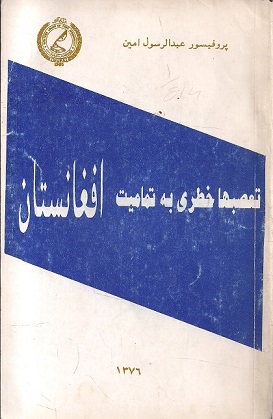 پروفیسور عبدالرسول امین
تعصبها خطری به تمامیت افغانستان
۱۳۷۶